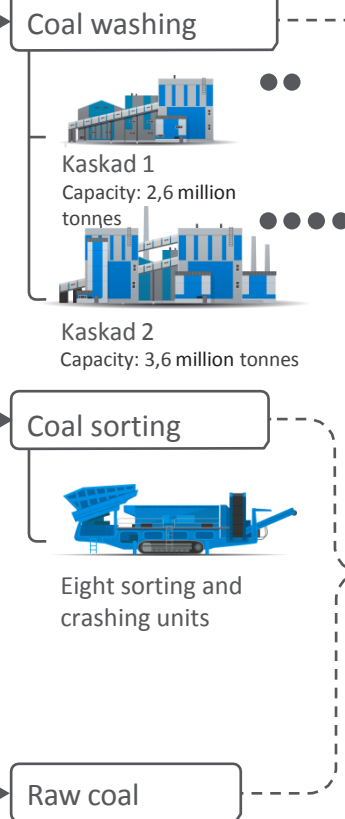 Coal washing
Kaskad 1
Capacity: 2,6 million
tonnes
Kaskad 2
Capacity: 3,6 million tonnes
Coal sorting
Eight sorting and
crashing units
Raw coal